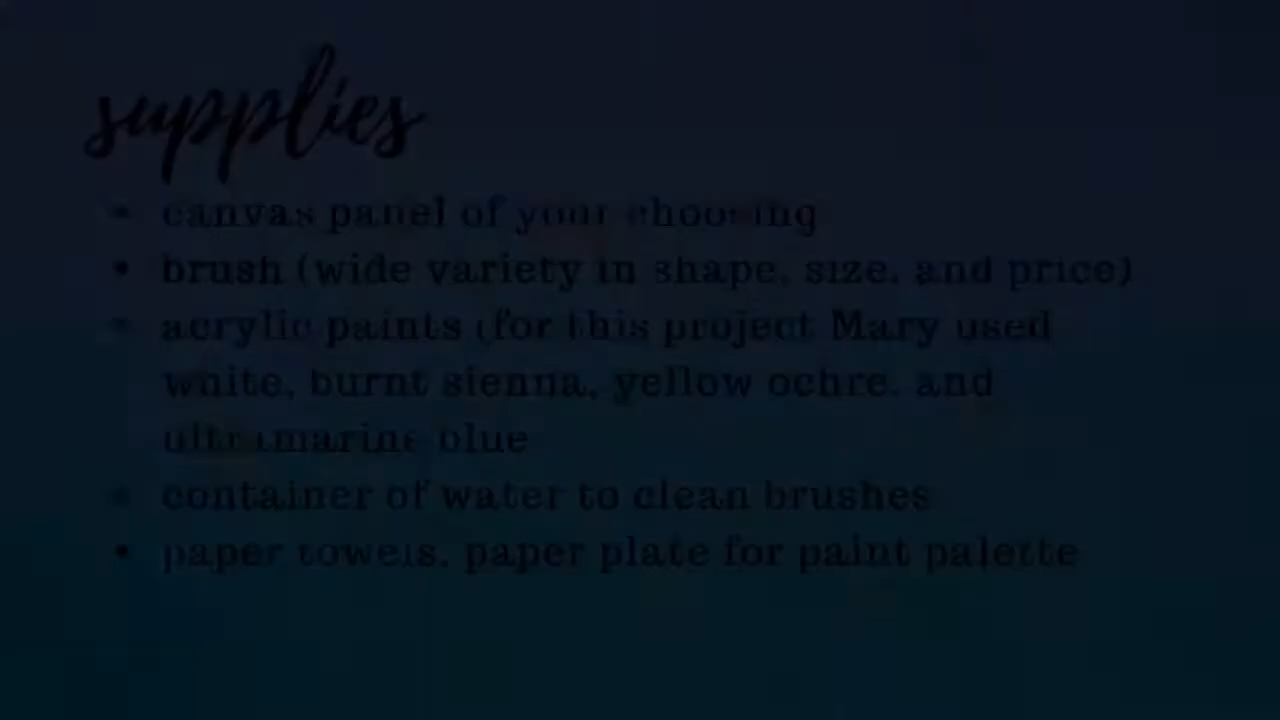 supplies
• canvas panel of your choosing
• brush (wide variety in shape, size, and price)
• acrylic paints (for this project Mary used
white, burnt sienna, yellow ochre, and
ultramarine blue
• container of water to clean brushes
• paper towels, paper plate for paint palette